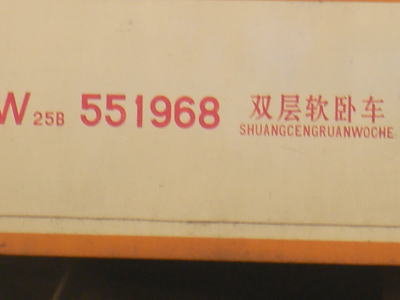 W25B 551968 双层软卧车
SHUANGCENGRUANWOCHE